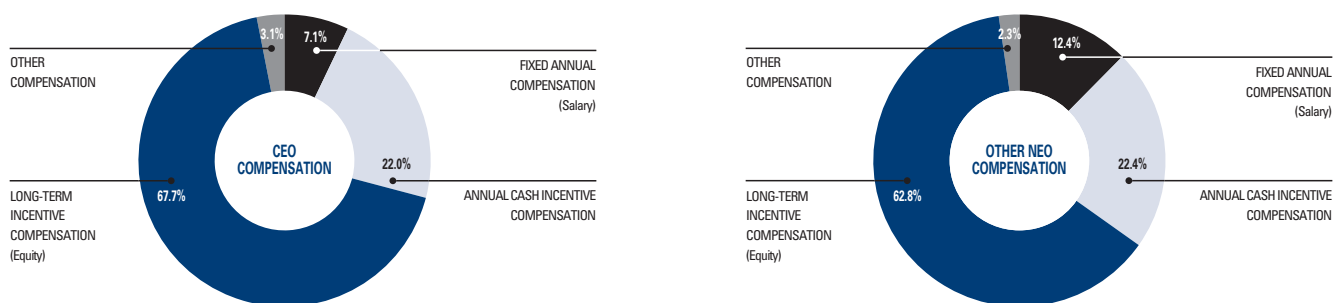 3.1%
7.1%
OTHER
COMPENSATION
FIXED ANNUAL
COMPENSATION
(Salary)
CEO
COMPENSATION
22.0%
67.7%
LONG-TERM
INCENTIVE
COMPENSATION
(Equity)
ANNUAL CASH INCENTIVE
COMPENSATION
2.3%
12.4%
OTHER
COMPENSATION
FIXED ANNUAL
COMPENSATION
(Salary)
OTHER NEO
COMPENSATION
22.4%
62.8%
LONG-TERM
INCENTIVE
COMPENSATION
(Equity)
ANNUAL CASH INCENTIVE
COMPENSATION